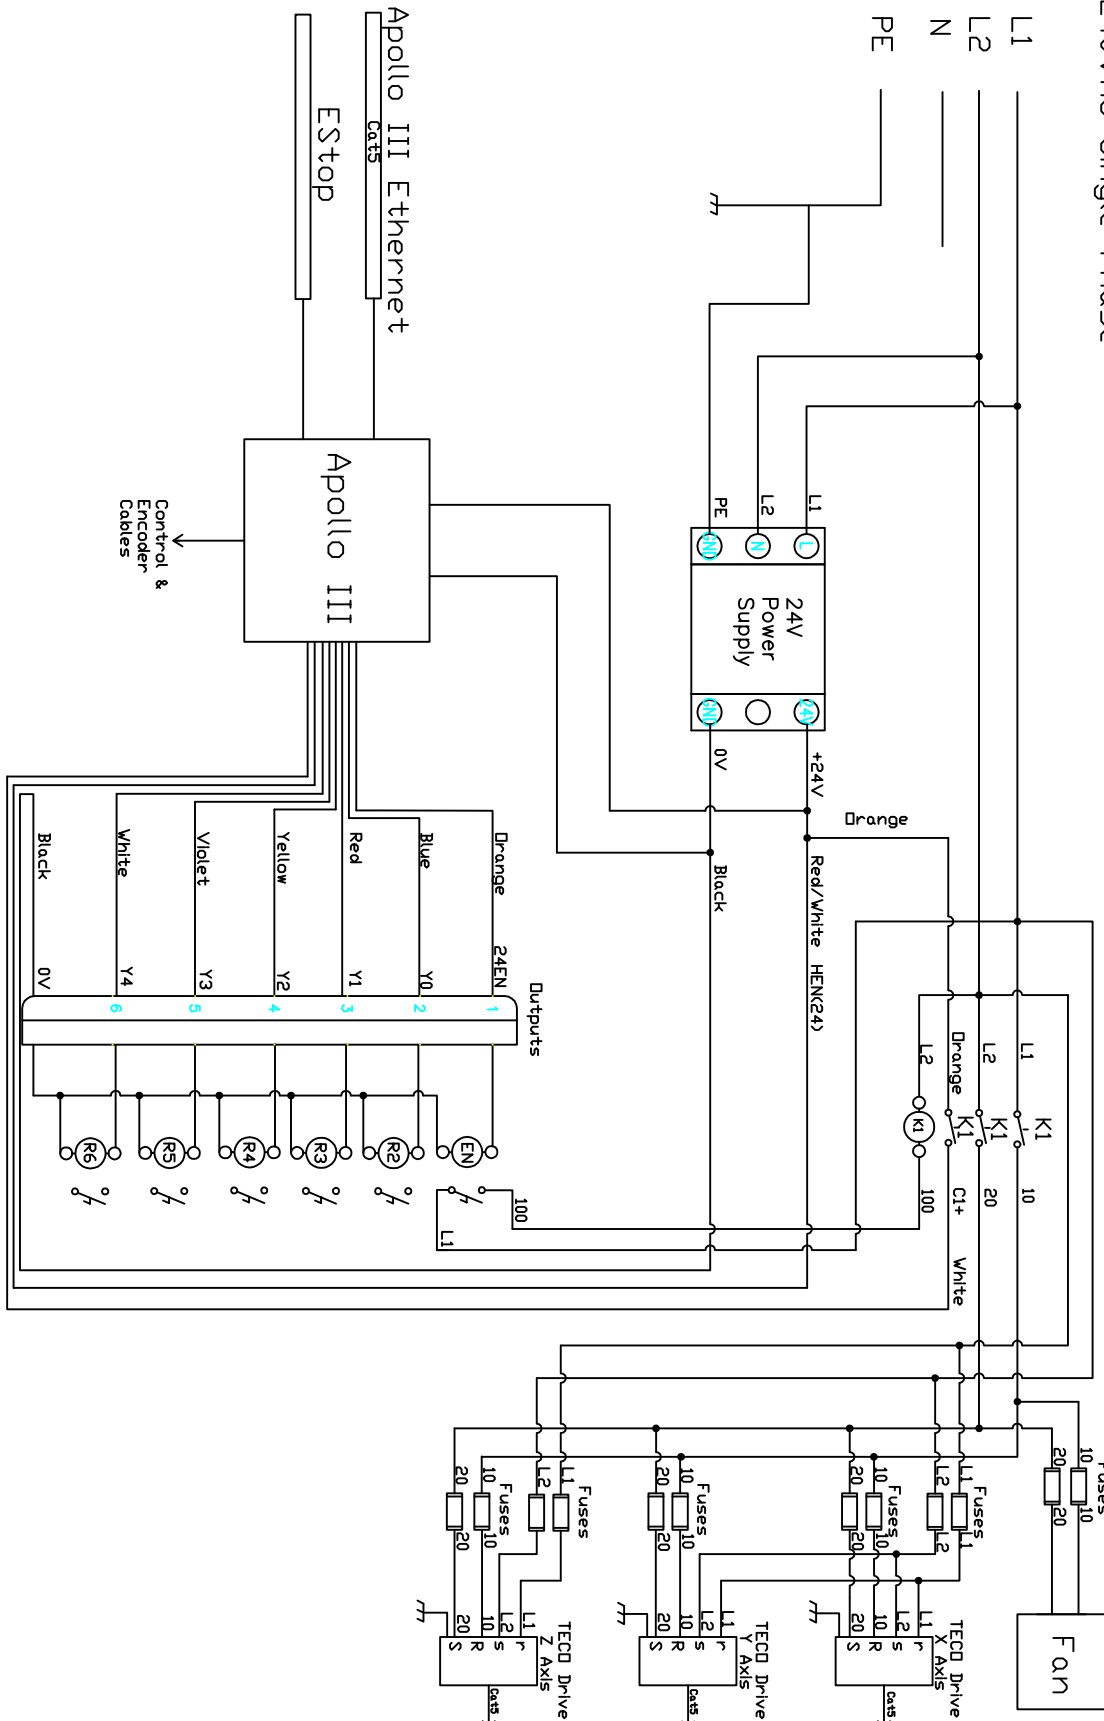 L1
L2
N
PE
Apollo III Ethernet
Cat5
EStop
Apollo III
Control &
Encoder
Cables
L1
L2
PE
L
N
GND
24V
Power
Supply
24V
GND
+24V
0V
Orange
Red/White HEN(24)
Black
Orange
Blue
Red
Yellow
Violet
White
Black
24EN
Y0
Y1
Y2
Y3
Y4
0V
Outputs
1
2
3
4
5
6
EN
R2
R3
R4
R5
R6
100
L1
L1
L2
Orange
L2
K1
K1
K1
K1
10
20
C1+
100
White
Fuses
10
20
10
20
Fan
Fuses
L1
L2
L1
L2
Fuses
10
20
10
20
L1
L2
10
20
r
s
R
S
TECO Drive
X Axis
Cat5
Fuses
10
20
10
20
L1
L2
10
20
r
s
R
S
TECO Drive
Y Axis
Cat5
Fuses
L1
L2
Fuses
10
20
10
20
L1
L2
10
20
r
s
R
S
TECO Drive
Z Axis
Cat5